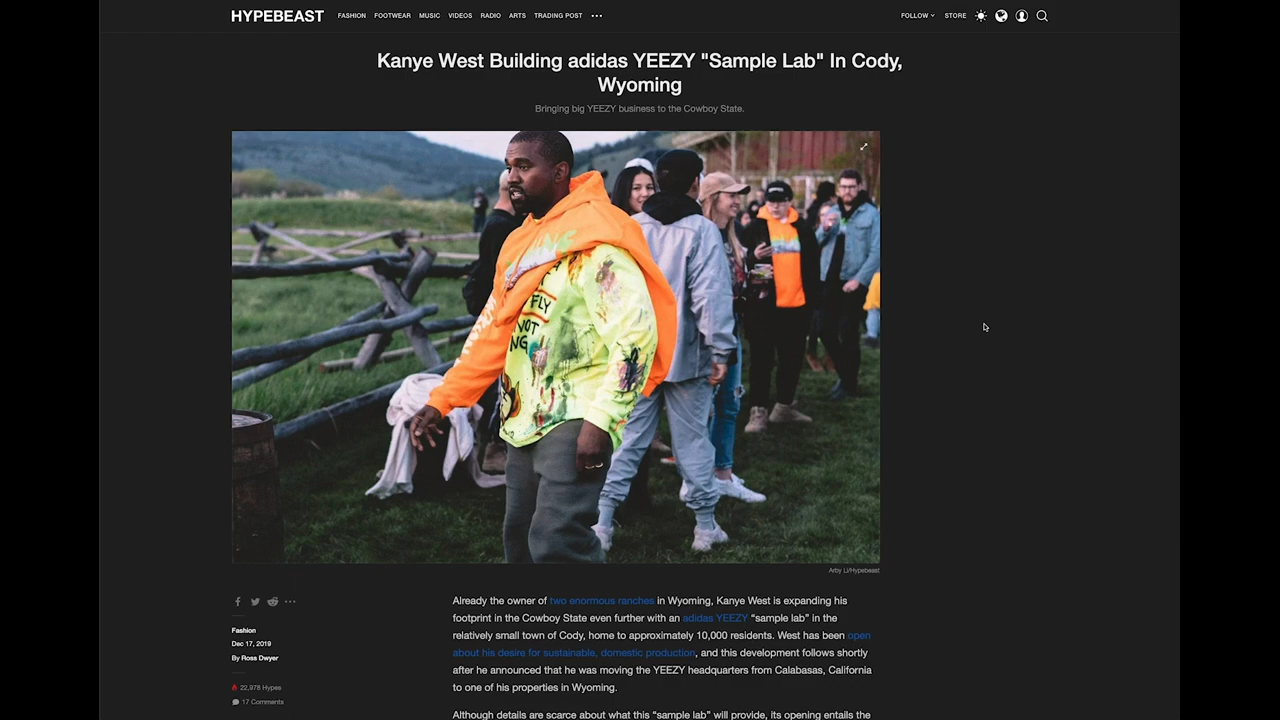 HYPEBEAST
FASHION FOOTWEAR MUSIC VIDEOS RADIO ARTS TRADING POST •••
FOLLOW STORE
Kanye West Building adidas YEEZY "Sample Lab" In Cody,
Wyoming
Bringing big YEEZY business to the Cowboy State.
FLY
NOT
NG
Arby Li/Hypebeast
Fashion
Dec 17, 2019
By Ross Dwyer
22,978 Hypes
17 Comments
Already the owner of two enormous ranches in Wyoming, Kanye West is expanding his
footprint in the Cowboy State even further with an adidas YEEZY “sample lab” in the
relatively small town of Cody, home to approximately 10,000 residents. West has been open
about his desire for sustainable, domestic production, and this development follows shortly
after he announced that he was moving the YEEZY headquarters from Calabasas, California
to one of his properties in Wyoming.
Although details are scarce about what this “sample lab” will provide, its opening entails the